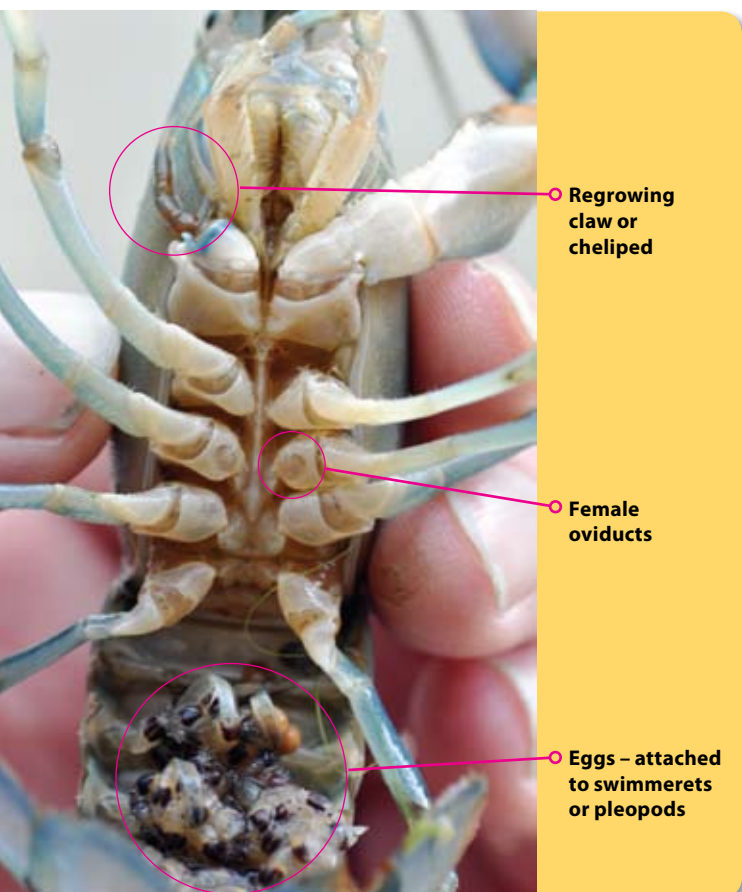 Regrowing
claw or
cheliped
Female
oviducts
Eggs – attached
to swimmerets
or pleopods